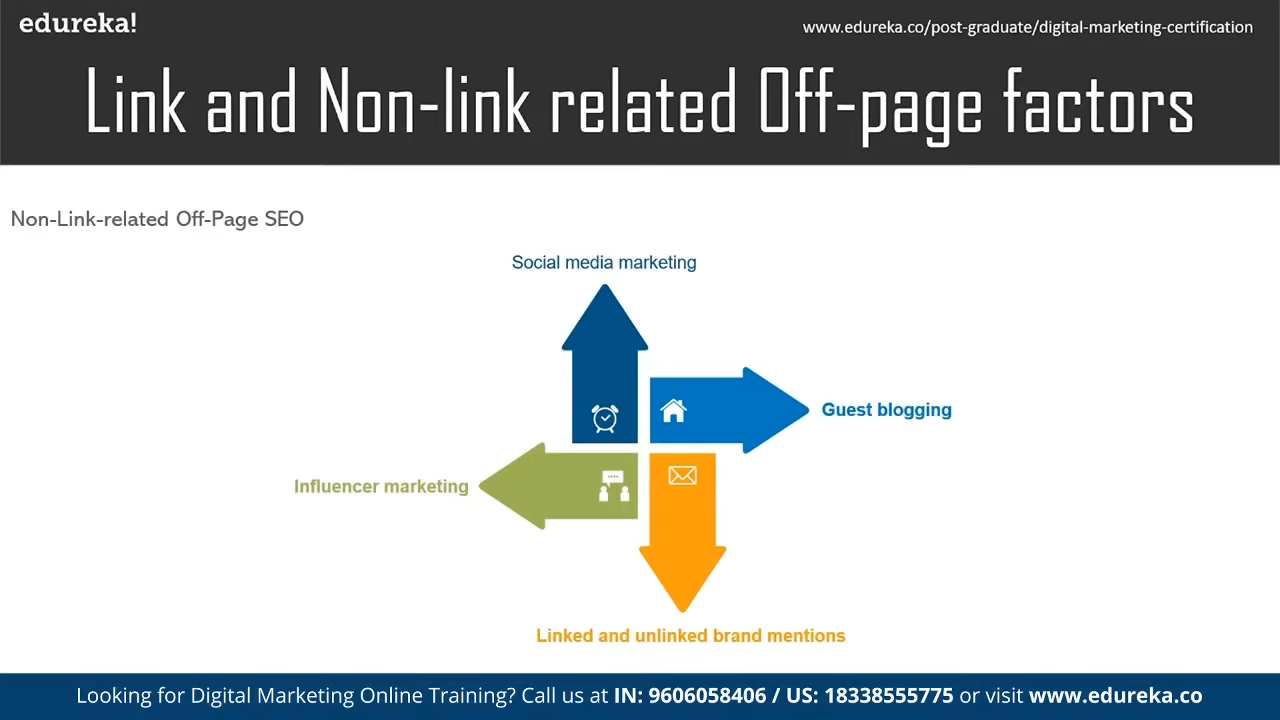 edureka!
www.edureka.co/post-graduate/digital-marketing-certification
Link and Non-link related Off-page factors
Non-Link-related Off-Page SEO
Social media marketing
Guest blogging
Influencer marketing
Linked and unlinked brand mentions
Looking for Digital Marketing Online Training? Call us at IN: 9606058406 / US: 18338555775 or visit www.edureka.co